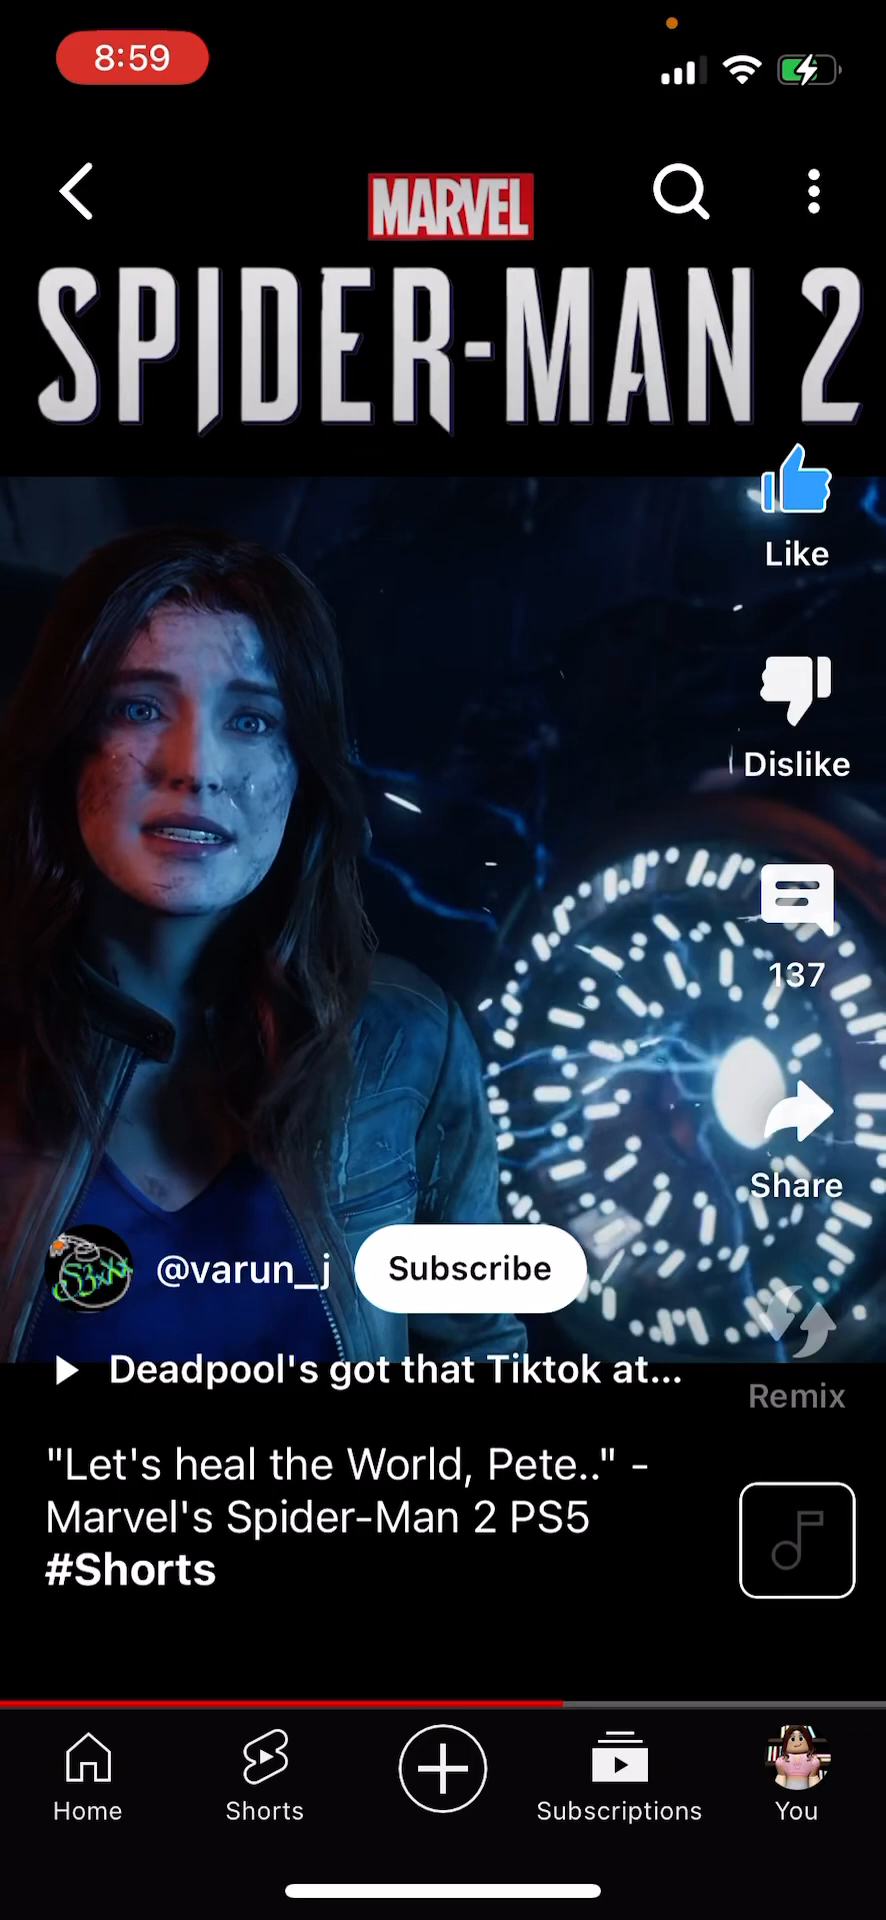 8:59
MARVEL
SPIDER-MAN 2
Like
Dislike
137
Share
@varun_j
Subscribe
Deadpool's got that Tiktok at...
Remix
"Let's heal the World, Pete.." -
Marvel's Spider-Man 2 PS5
#Shorts
Home
Shorts
Subscriptions
You